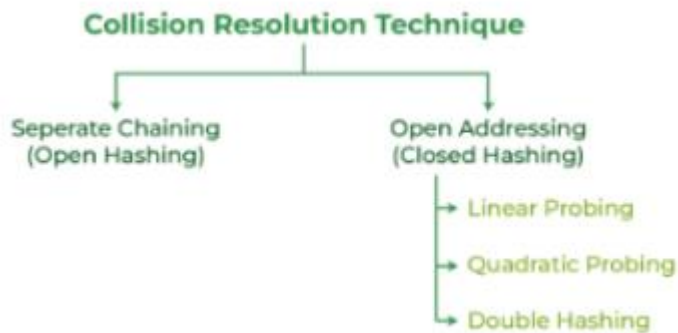 Collision Resolution Technique
Seperate Chaining
(Open Hashing)
Open Addressing
(Closed Hashing)
Linear Probing
Quadratic Probing
Double Hashing